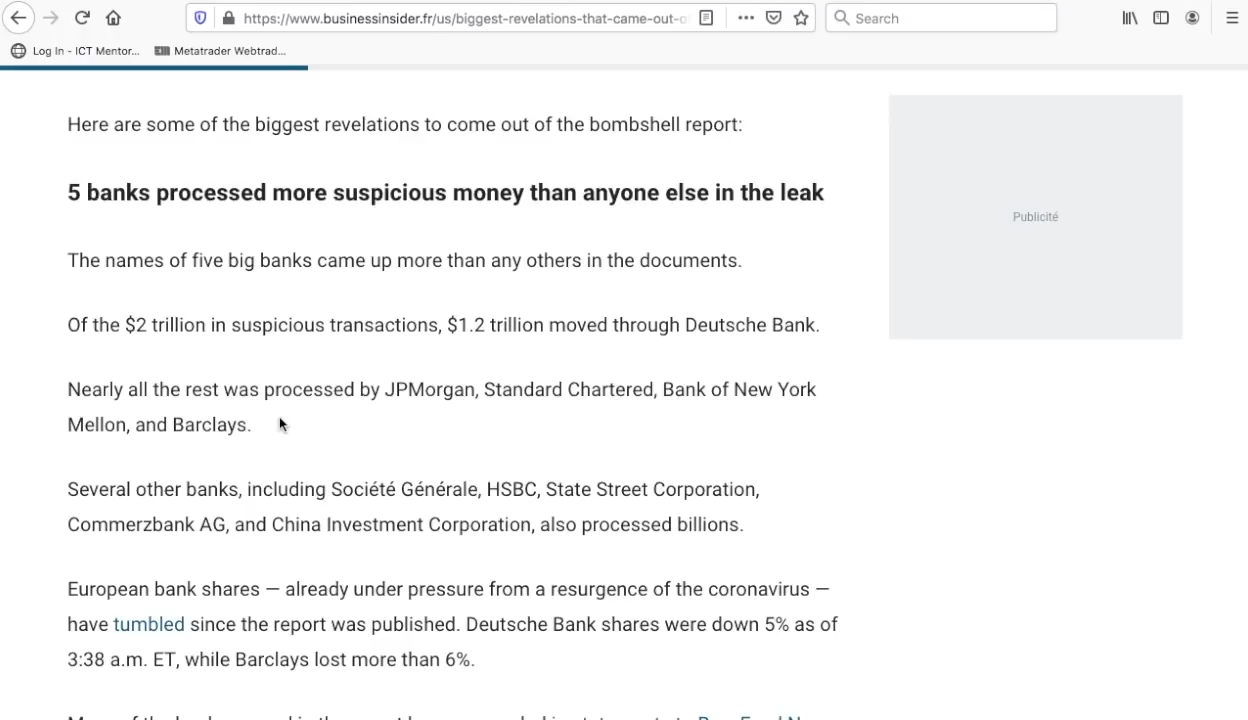 https://www.businessinsider.fr/us/biggest-revelations-that-came-out-o
Search
Log In - ICT Mentor...
Metatrader Webtrad...
Here are some of the biggest revelations to come out of the bombshell report:
5 banks processed more suspicious money than anyone else in the leak
Publicité
The names of five big banks came up more than any others in the documents.
Of the $2 trillion in suspicious transactions, $1.2 trillion moved through Deutsche Bank.
Nearly all the rest was processed by JPMorgan, Standard Chartered, Bank of New York
Mellon, and Barclays.
Several other banks, including Société Générale, HSBC, State Street Corporation,
Commerzbank AG, and China Investment Corporation, also processed billions.
European bank shares — already under pressure from a resurgence of the coronavirus —
have tumbled since the report was published. Deutsche Bank shares were down 5% as of
3:38 a.m. ET, while Barclays lost more than 6%.